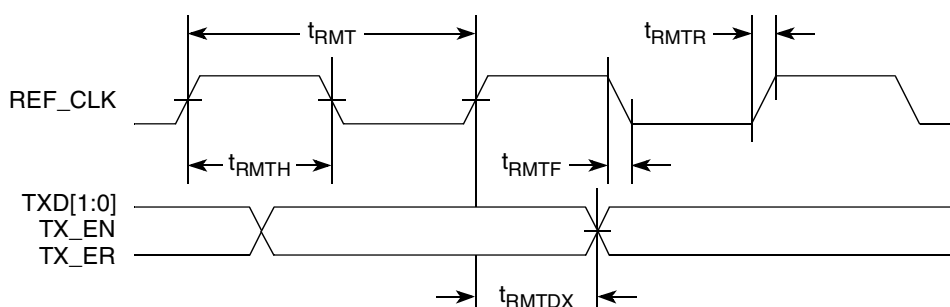 tRMT
tRMTR
REF_CLK
tRMTH
tRMTF
TXD[1:0]
TX_EN
TX_ER
tRMTDX